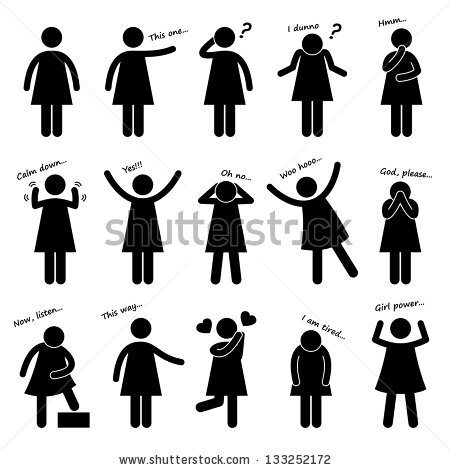 This one...
?
I dunno
?
Hmm...
Calm down...
Yes!!!
Oh no...
Woo hooo...
God, please...
shutterstock
Now, listen...
This way...
I am tired...
Girl power...
www.shutterstock.com · 133252172